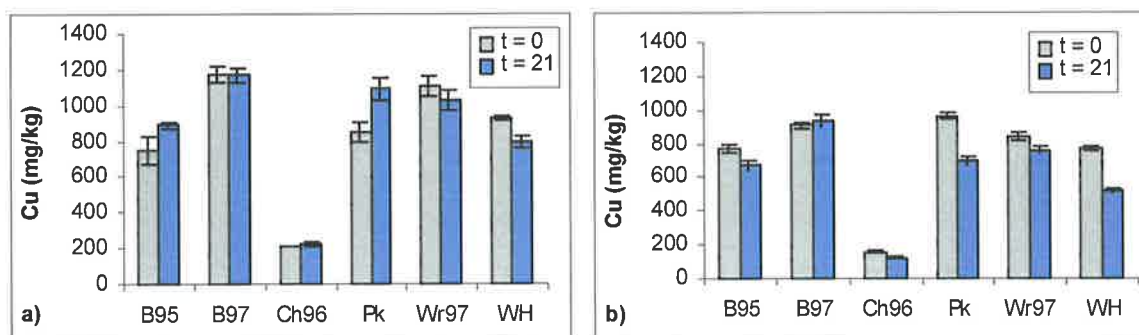 1400
1200
1000
800
600
400
200
0
Cu (mg/kg)
t = 0
t = 21
B95 B97 Ch96 Pk Wr97 WH
a)
1400
1200
1000
800
600
400
200
0
Cu (mg/kg)
t = 0
t = 21
B95 B97 Ch96 Pk Wr97 WH
b)